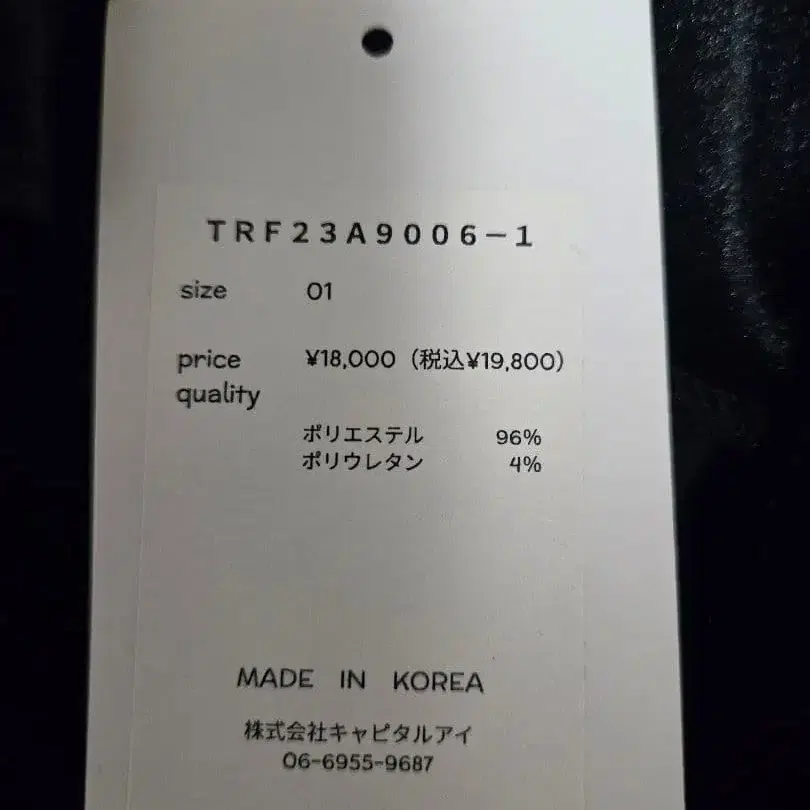 TRF23A9006-1
size 01
price ¥18,000 (税込¥19,800)
quality
ポリエステル 96%
ポリウレタン 4%
MADE IN KOREA
株式会社キャピタルアイ
06-6955-9687